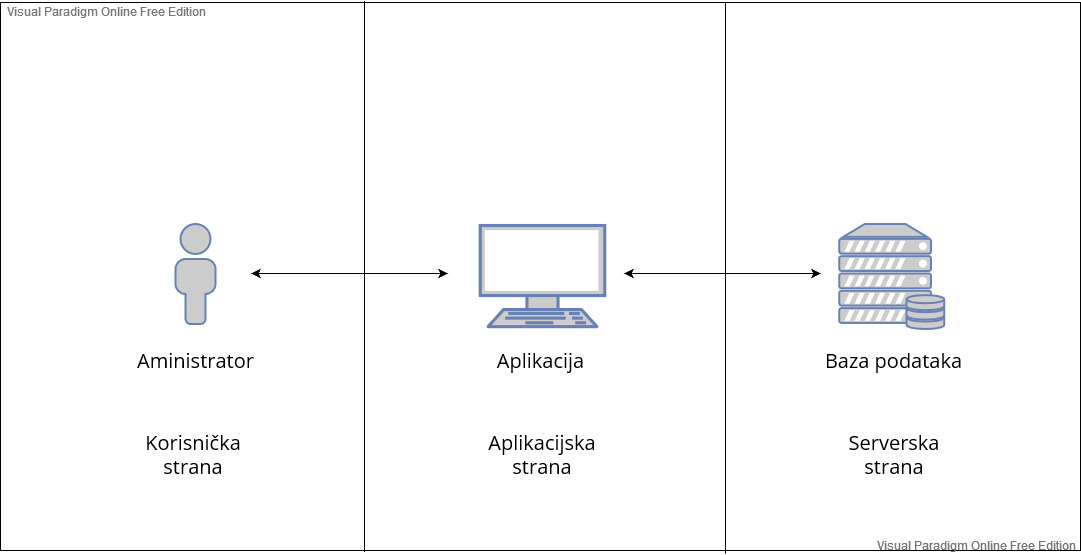 Visual Paradigm Online Free Edition
Aministrator
Aplikacija
Baza podataka
Korisnička
strana
Aplikacijska
strana
Serverska
strana
Visual Paradigm Online Free Edition